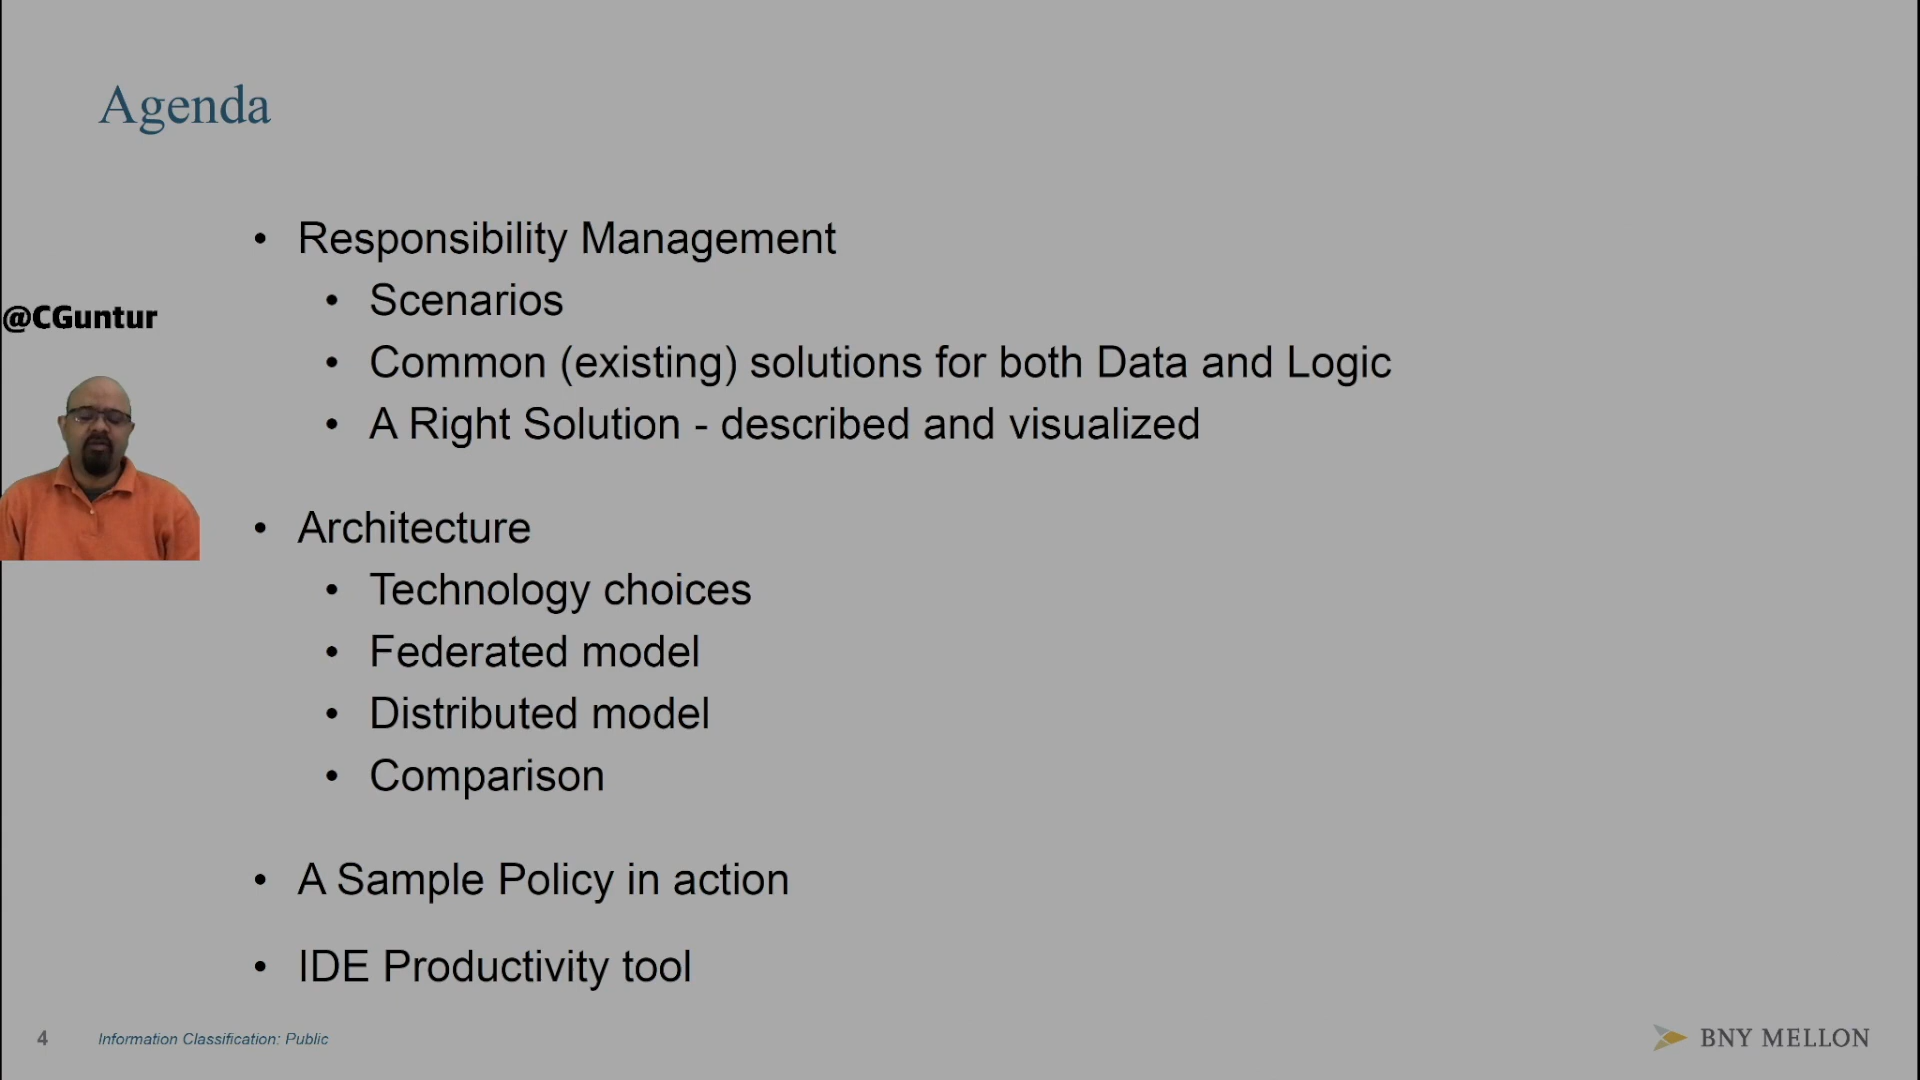 Agenda
• Responsibility Management
• Scenarios
• Common (existing) solutions for both Data and Logic
• A Right Solution - described and visualized
@CGuntur
• Architecture
• Technology choices
• Federated model
• Distributed model
• Comparison
• A Sample Policy in action
• IDE Productivity tool
4
Information Classification: Public
BNY MELLON